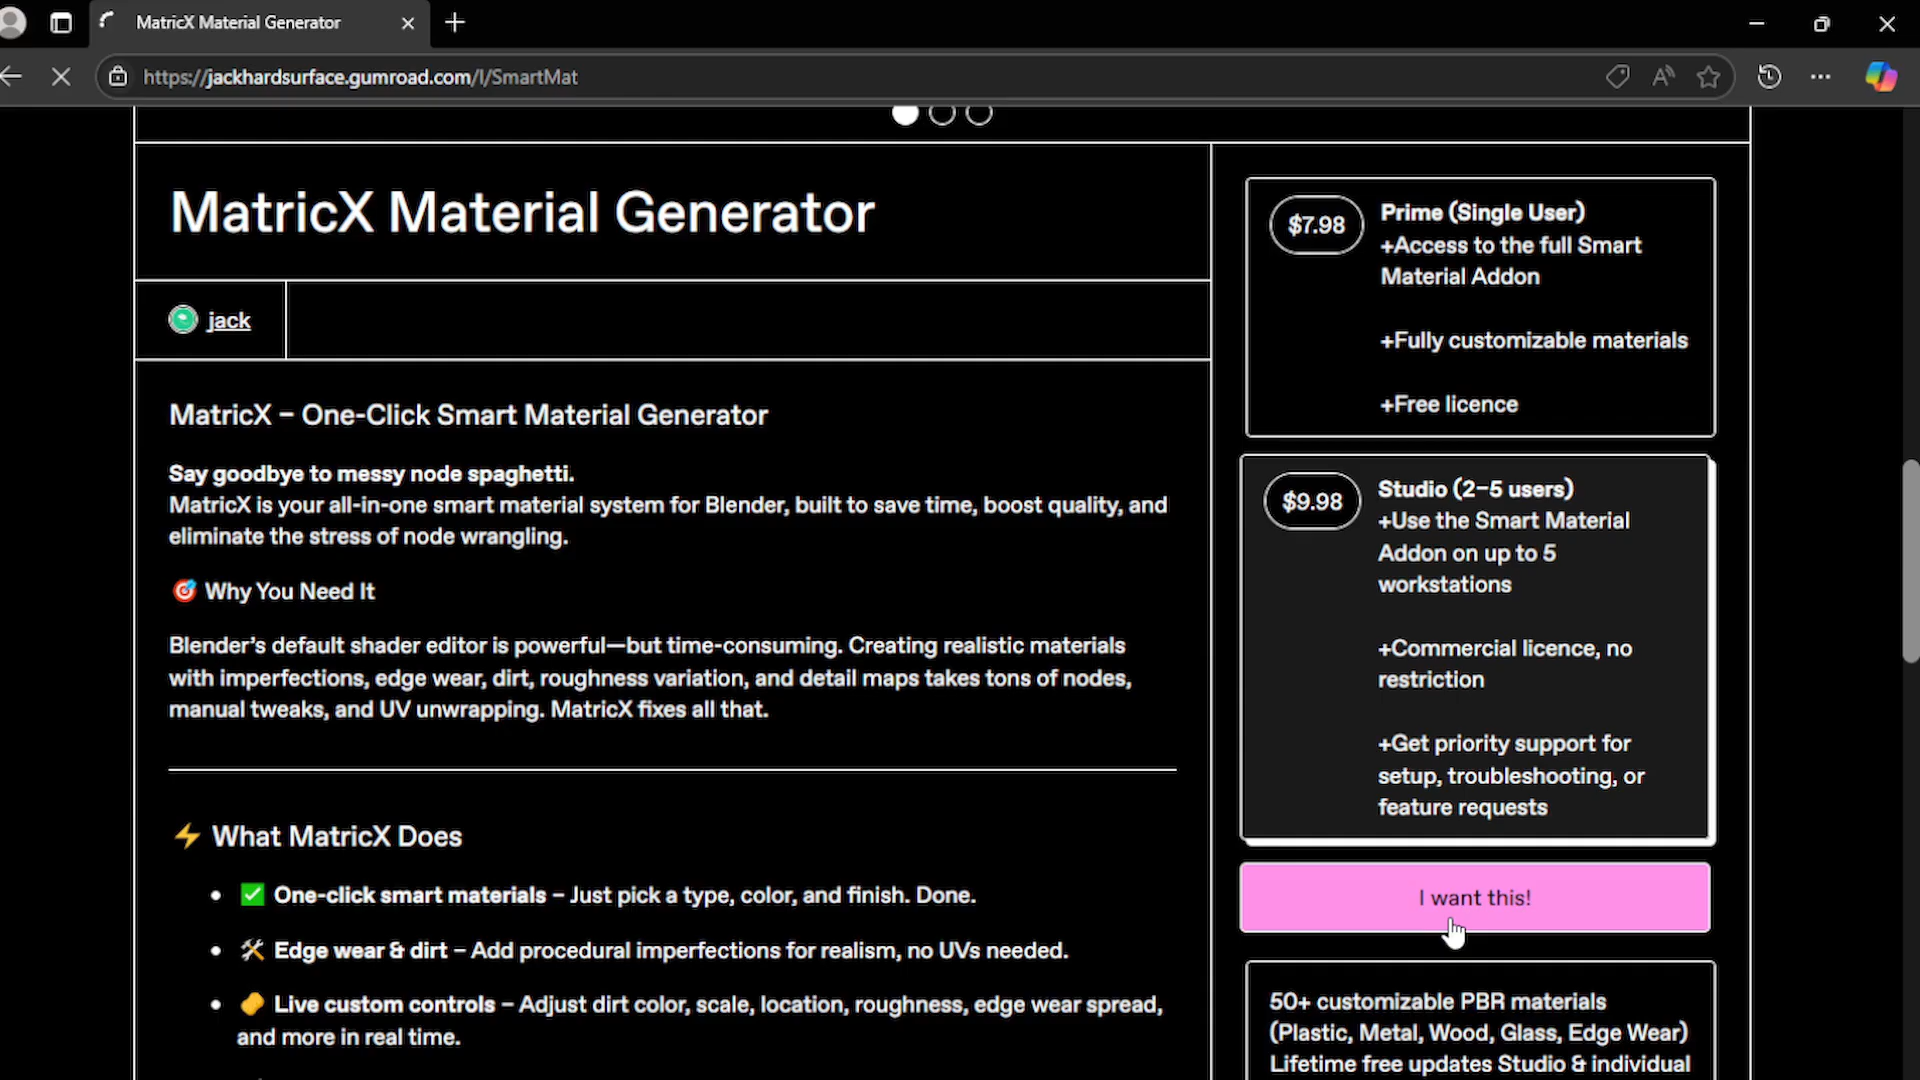 MatricX Material Generator
https://jackhardsurface.gumroad.com/l/SmartMat
MatricX Material Generator
jack
MatricX – One-Click Smart Material Generator
Say goodbye to messy node spaghetti.
MatricX is your all-in-one smart material system for Blender, built to save time, boost quality, and
eliminate the stress of node wrangling.
🎯 Why You Need It
Blender's default shader editor is powerful—but time-consuming. Creating realistic materials
with imperfections, edge wear, dirt, roughness variation, and detail maps takes tons of nodes,
manual tweaks, and UV unwrapping. MatricX fixes all that.
⚡ What MatricX Does
• ✅ One-click smart materials – Just pick a type, color, and finish. Done.
• 🛠 Edge wear & dirt – Add procedural imperfections for realism, no UVs needed.
• Live custom controls – Adjust dirt color, scale, location, roughness, edge wear spread,
and more in real time.
$7.98
Prime (Single User)
+Access to the full Smart
Material Addon
+Fully customizable materials
+Free licence
$9.98
Studio (2–5 users)
+Use the Smart Material
Addon on up to 5
workstations
+Commercial licence, no
restriction
+Get priority support for
setup, troubleshooting, or
feature requests
I want this!
50+ customizable PBR materials
(Plastic, Metal, Wood, Glass, Edge Wear)
Lifetime free updates Studio & individual